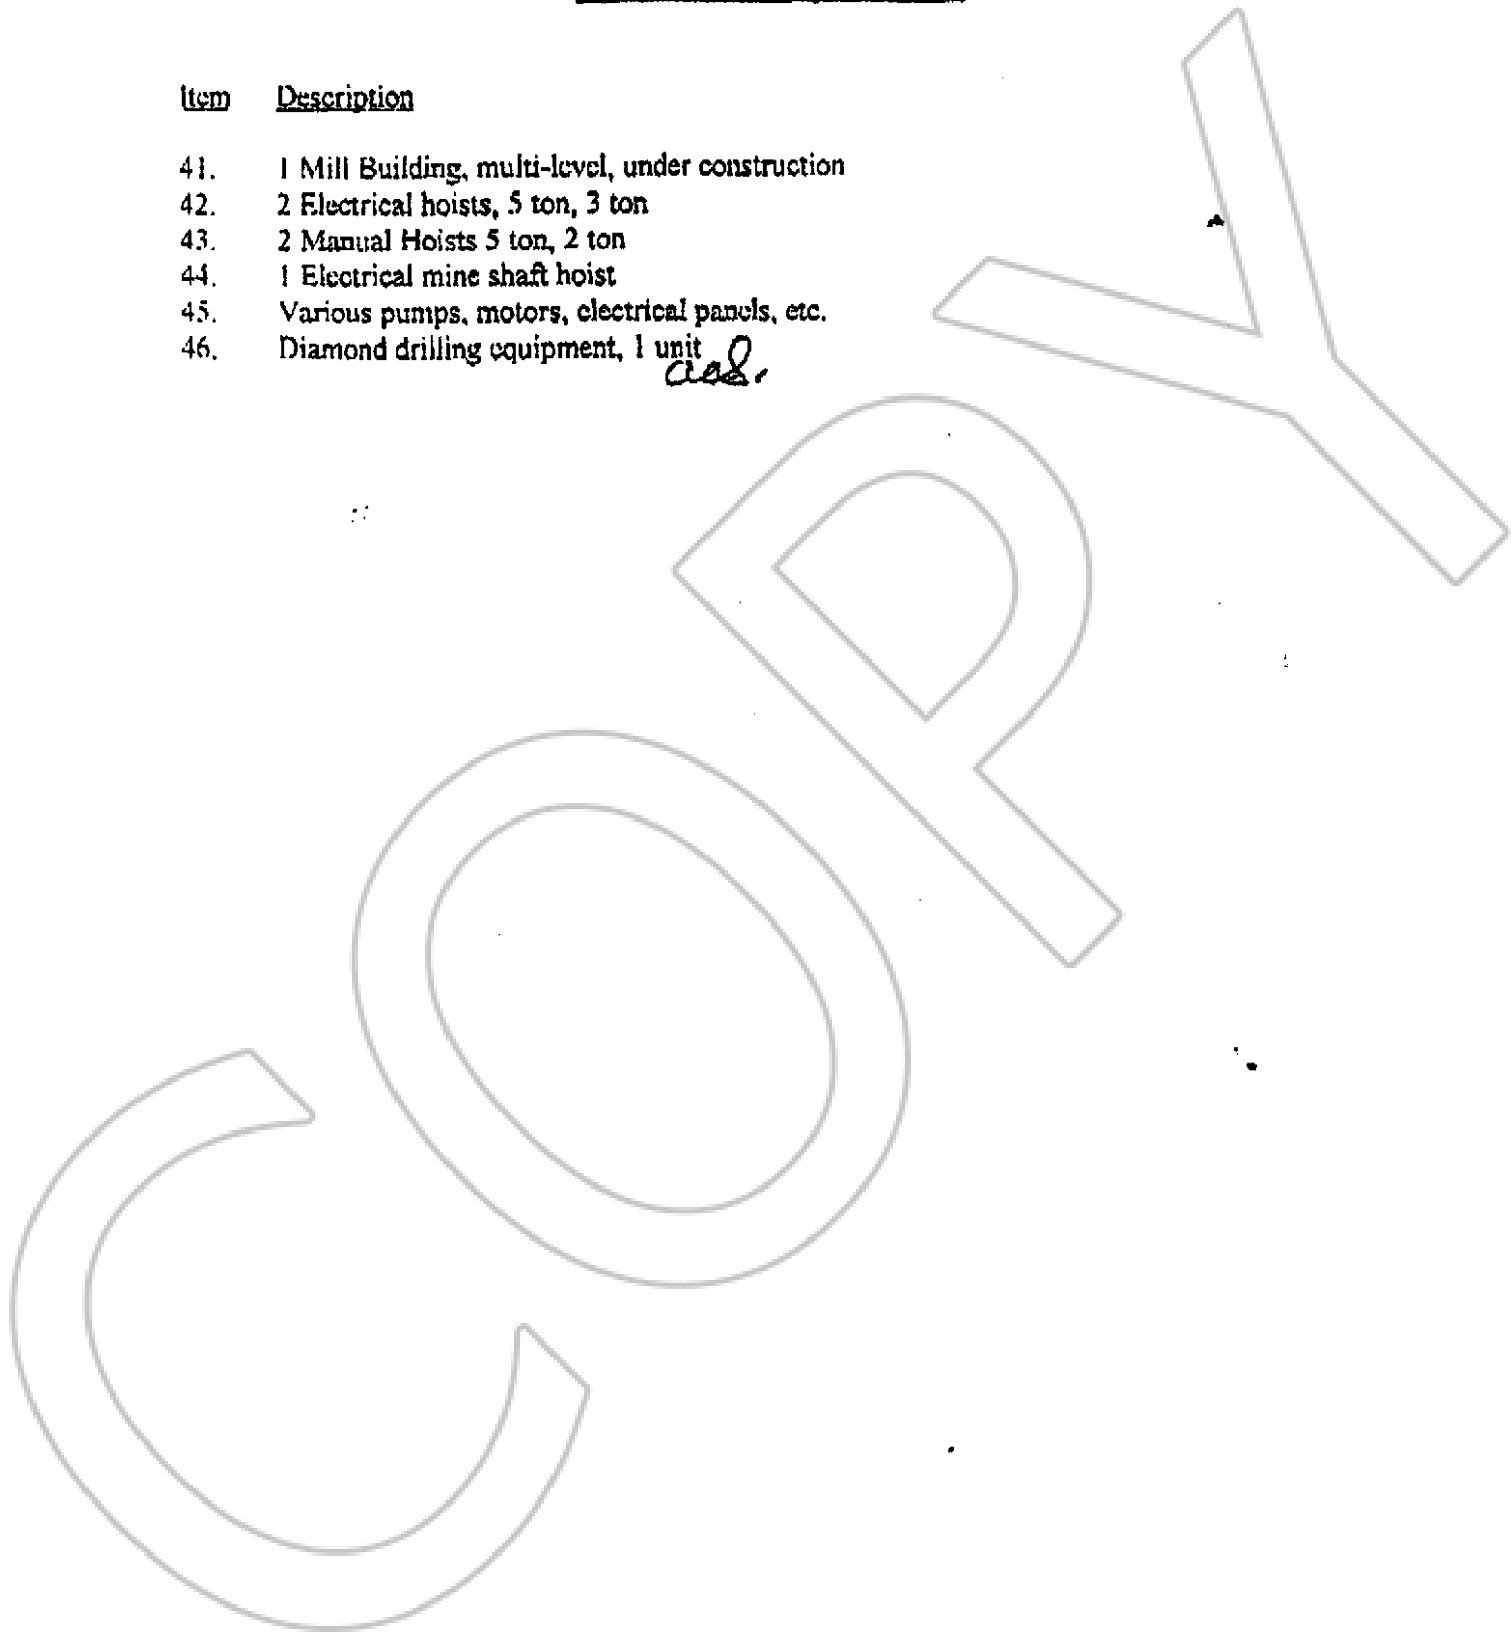 Item Description
41. 1 Mill Building, multi-level, under construction
42. 2 Electrical hoists, 5 ton, 3 ton
43. 2 Manual Hoists 5 ton, 2 ton
44. 1 Electrical mine shaft hoist
45. Various pumps, motors, electrical panels, etc.
46. Diamond drilling equipment, 1 unit
COPY